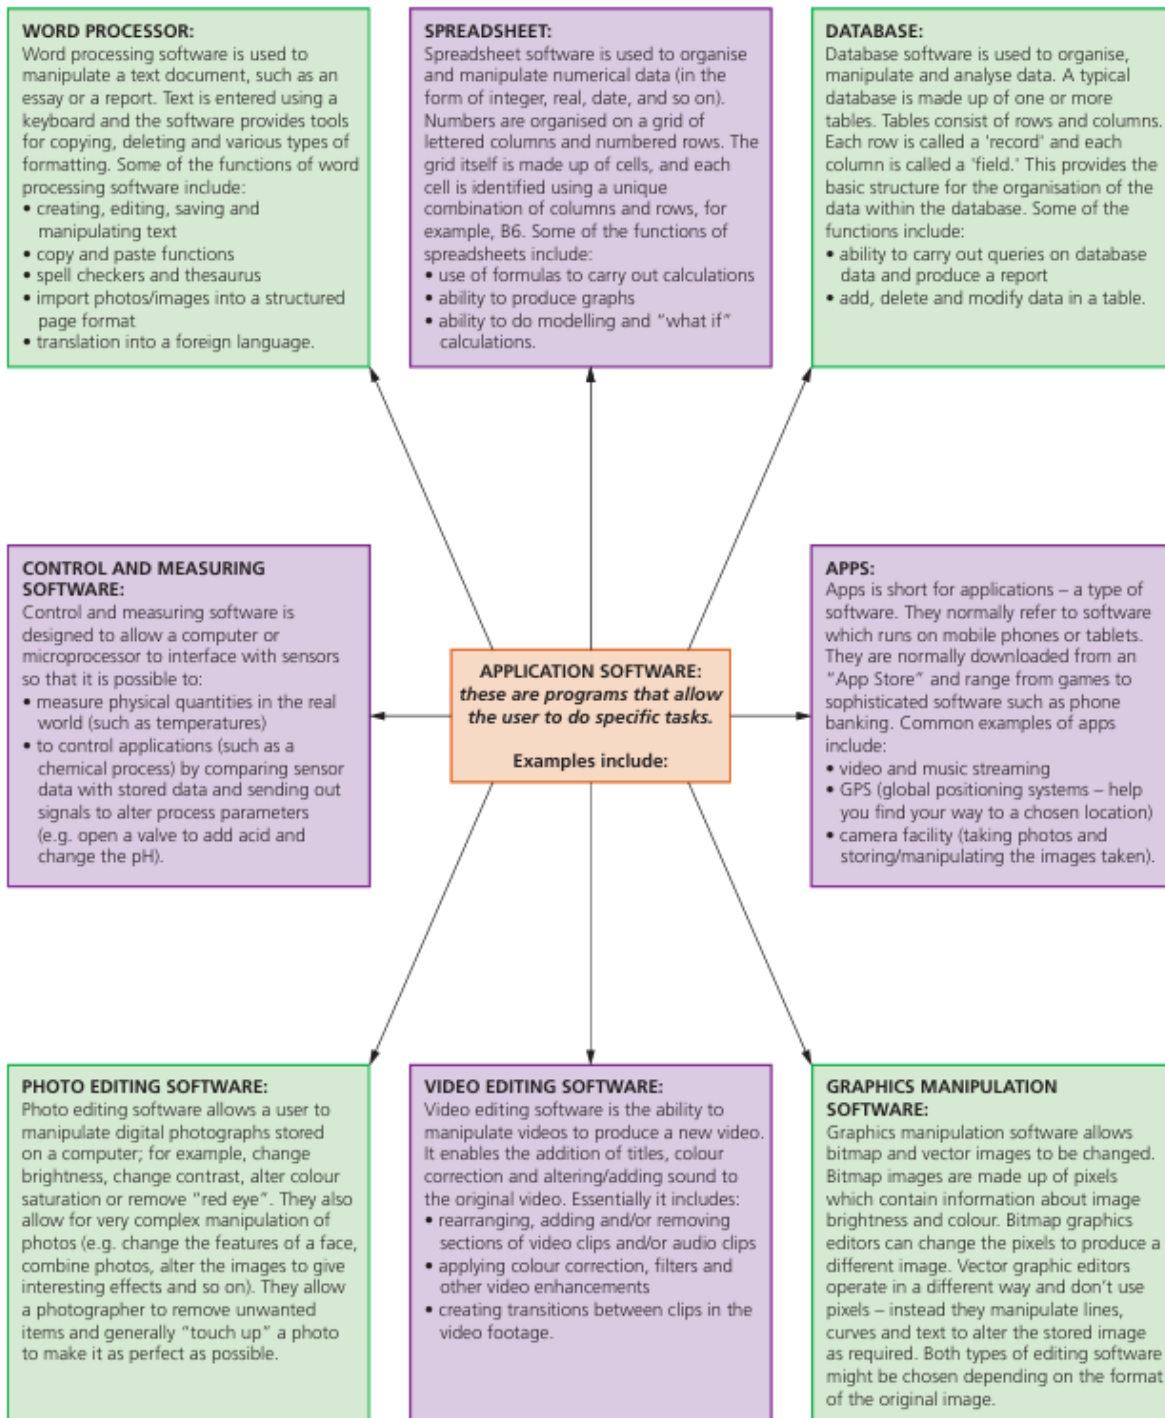 WORD PROCESSOR:
Word processing software is used to
manipulate a text document, such as an
essay or a report. Text is entered using a
keyboard and the software provides tools
for copying, deleting and various types of
formatting. Some of the functions of word
processing software include:
• creating, editing, saving and
manipulating text
• copy and paste functions
• spell checkers and thesaurus
• import photos/images into a structured
page format
• translation into a foreign language.
SPREADSHEET:
Spreadsheet software is used to organise
and manipulate numerical data (in the
form of integer, real, date, and so on).
Numbers are organised on a grid of
lettered columns and numbered rows. The
grid itself is made up of cells, and each
cell is identified using a unique
combination of columns and rows, for
example, B6. Some of the functions of
spreadsheets include:
• use of formulas to carry out calculations
• ability to produce graphs
• ability to do modelling and "what if"
calculations.
DATABASE:
Database software is used to organise,
manipulate and analyse data. A typical
database is made up of one or more
tables. Tables consist of rows and columns.
Each row is called a 'record' and each
column is called a 'field.' This provides the
basic structure for the organisation of the
data within the database. Some of the
functions include:
• ability to carry out queries on database
data and produce a report
• add, delete and modify data in a table.
CONTROL AND MEASURING
SOFTWARE:
Control and measuring software is
designed to allow a computer or
microprocessor to interface with sensors
so that it is possible to:
• measure physical quantities in the real
world (such as temperatures)
• to control applications (such as a
chemical process) by comparing sensor
data with stored data and sending out
signals to alter process parameters
(e.g. open a valve to add acid and
change the pH).
APPLICATION SOFTWARE:
these are programs that allow
the user to do specific tasks.
Examples include:
APPS:
Apps is short for applications – a type of
software. They normally refer to software
which runs on mobile phones or tablets.
They are normally downloaded from an
"App Store" and range from games to
sophisticated software such as phone
banking. Common examples of apps
include:
• video and music streaming
• GPS (global positioning systems – help
you find your way to a chosen location)
• camera facility (taking photos and
storing/manipulating the images taken).
PHOTO EDITING SOFTWARE:
Photo editing software allows a user to
manipulate digital photographs stored
on a computer; for example, change
brightness, change contrast, alter colour
saturation or remove "red eye". They also
allow for very complex manipulation of
photos (e.g. change the features of a face,
combine photos, alter the images to give
interesting effects and so on). They allow
a photographer to remove unwanted
items and generally "touch up" a photo
to make it as perfect as possible.
VIDEO EDITING SOFTWARE:
Video editing software is the ability to
manipulate videos to produce a new video.
It enables the addition of titles, colour
correction and altering/adding sound to
the original video. Essentially it includes:
• rearranging, adding and/or removing
sections of video clips and/or audio clips
• applying colour correction, filters and
other video enhancements
• creating transitions between clips in the
video footage.
GRAPHICS MANIPULATION
SOFTWARE:
Graphics manipulation software allows
bitmap and vector images to be changed.
Bitmap images are made up of pixels
which contain information about image
brightness and colour. Bitmap graphics
editors can change the pixels to produce a
different image. Vector graphic editors
operate in a different way and don't use
pixels – instead they manipulate lines,
curves and text to alter the stored image
as required. Both types of editing software
might be chosen depending on the format
of the original image.